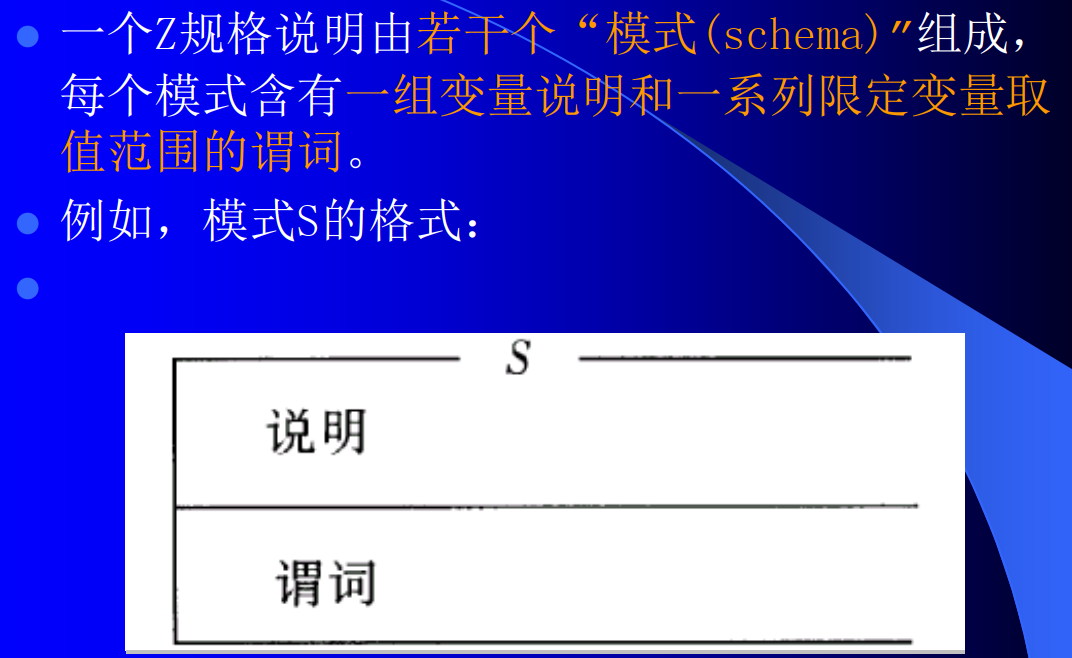 一个Z规格说明由若干个“模式(schema)”组成，
每个模式含有一组变量说明和一系列限定变量取
值范围的谓词。
例如，模式S的格式：
S
说明
谓词